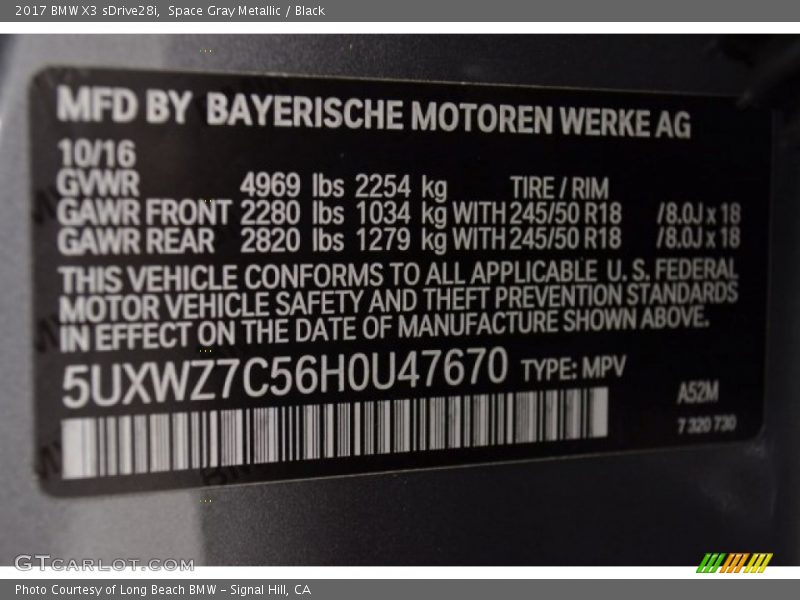 2017 BMW X3 sDrive28i,  Space Gray Metallic / Black
MFD BY BAYERISCHE MOTOREN WERKE AG
10/16
GVWR 4969 lbs 2254 kg TIRE / RIM
GAWR FRONT 2280 lbs 1034 kg WITH 245/50 R18 /8.0J x 18
GAWR REAR 2820 lbs 1279 kg WITH 245/50 R18 /8.0J x 18
THIS VEHICLE CONFORMS TO ALL APPLICABLE U. S. FEDERAL
MOTOR VEHICLE SAFETY AND THEFT PREVENTION STANDARDS
IN EFFECT ON THE DATE OF MANUFACTURE SHOWN ABOVE.
5UXWZ7C56H0U47670 TYPE: MPV
A52M
7 320 730
GTcarlot.com
Photo Courtesy of Long Beach BMW – Signal Hill, CA